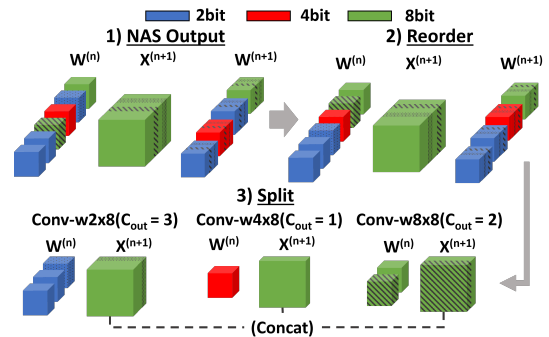 2bit 4bit 8bit
1) NAS Output 2) Reorder
W(n) X(n+1) W(n+1) W(n) X(n+1) W(n+1)
3) Split
Conv-w2x8(Cout = 3) Conv-w4x8(Cout = 1) Conv-w8x8(Cout = 2)
W(n) X(n+1) W(n) X(n+1) W(n) X(n+1)
(Concat)